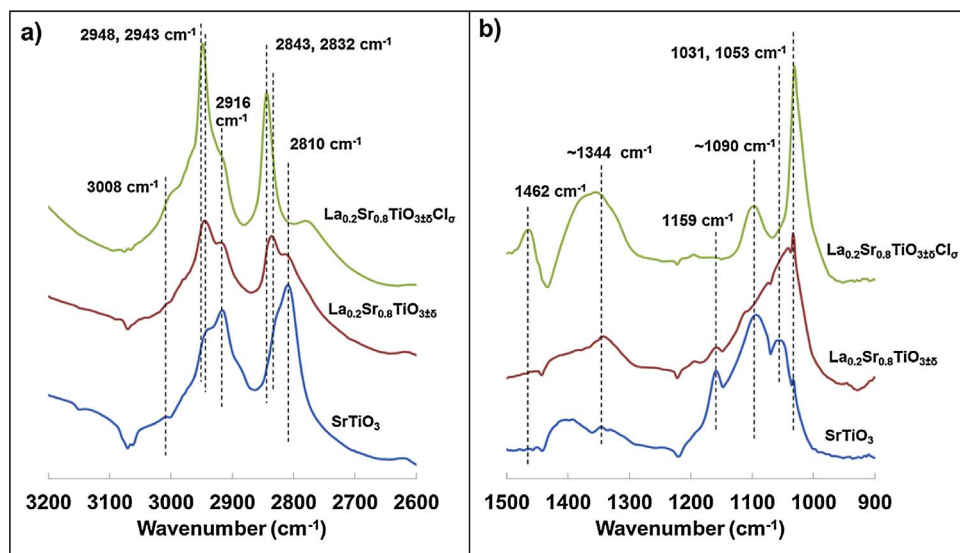 a)
2948, 2943 cm⁻¹
2843, 2832 cm⁻¹
2916
cm⁻¹
2810 cm⁻¹
3008 cm⁻¹
La₀.₂Sr₀.₈TiO₃±δClσ
La₀.₂Sr₀.₈TiO₃±δ
SrTiO₃
3200 3100 3000 2900 2800 2700 2600
Wavenumber (cm⁻¹)
b)
1031, 1053 cm⁻¹
~1344 cm⁻¹
~1090 cm⁻¹
1462 cm⁻¹
1159 cm⁻¹
La₀.₂Sr₀.₈TiO₃±δClσ
La₀.₂Sr₀.₈TiO₃±δ
SrTiO₃
1500 1400 1300 1200 1100 1000 900
Wavenumber (cm⁻¹)